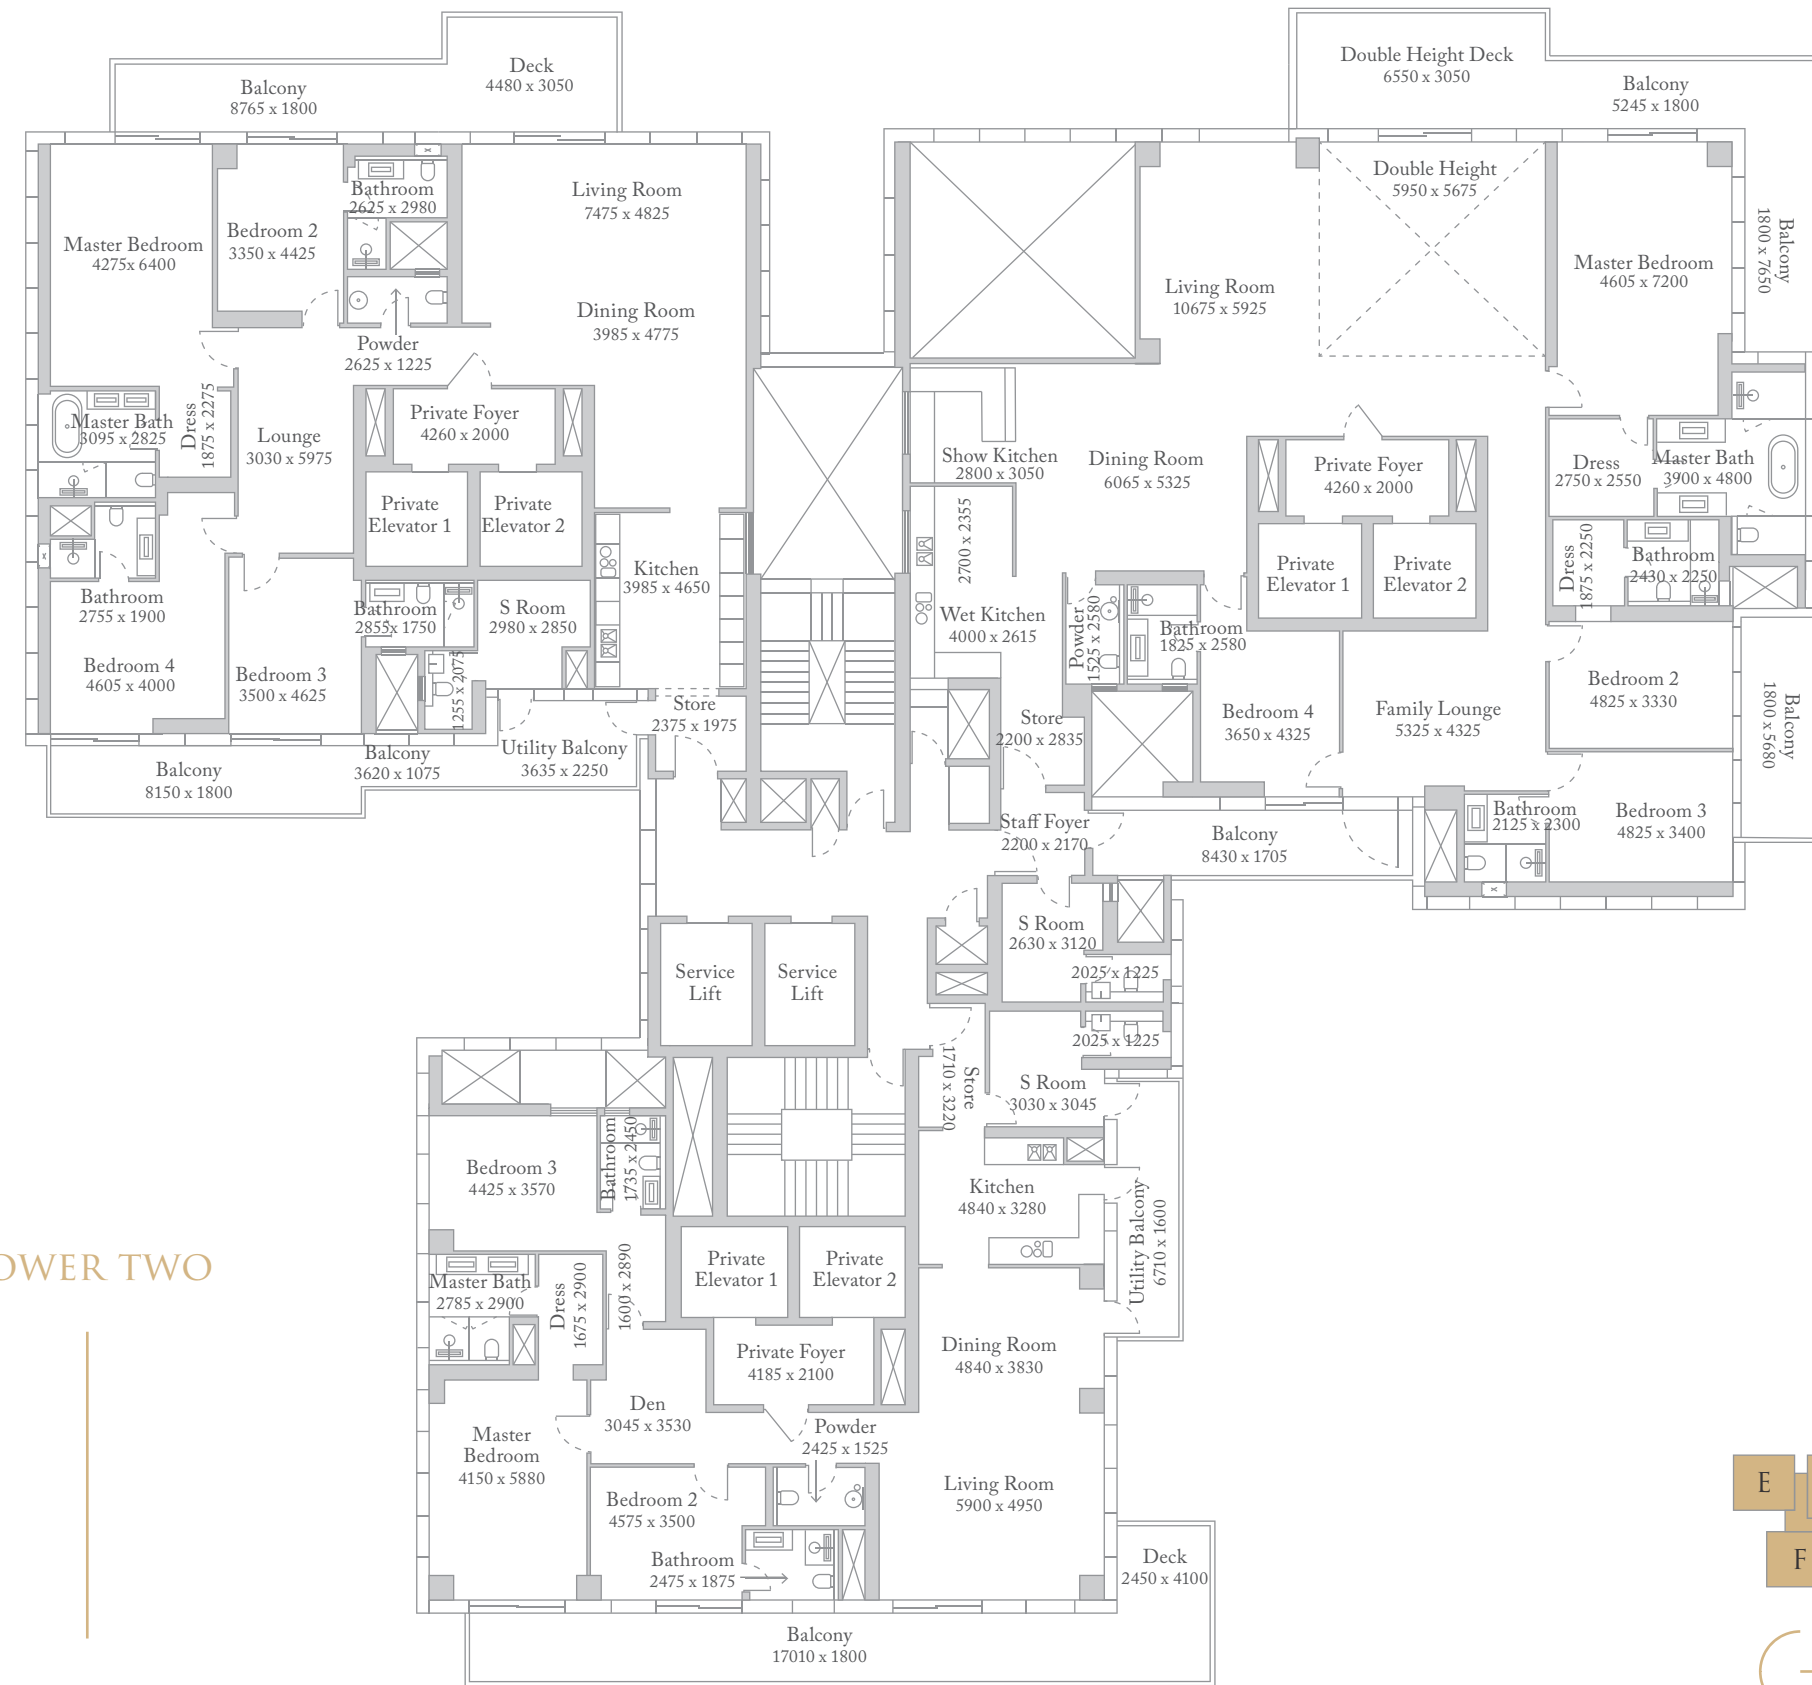 Deck
4480 x 3050
Balcony
8765 x 1800
Living Room
7475 x 4825
Bathroom
2625 x 2980
Bedroom 2
3350 x 4425
Master Bedroom
4275x 6400
Dining Room
3985 x 4775
Powder
2625 x 1225
Private Foyer
4260 x 2000
Master Bath
3095 x 2825
Dress
1875 x 2275
Lounge
3030 x 5975
Private
Elevator 1
Private
Elevator 2
Kitchen
3985 x 4650
Bathroom
2755 x 1900
Bathroom
2855x 1750
S Room
2980 x 2850
Bedroom 4
4605 x 4000
Bedroom 3
3500 x 4625
1255 x 2075
Store
2375 x 1975
Balcony
3620 x 1075
Utility Balcony
3635 x 2250
Balcony
8150 x 1800
Double Height Deck
6550 x 3050
Balcony
5245 x 1800
Double Height
5950 x 5675
Balcony
1800 x 7650
Master Bedroom
4605 x 7200
Living Room
10675 x 5925
Show Kitchen
2800 x 3050
Dining Room
6065 x 5325
Private Foyer
4260 x 2000
Dress
2750 x 2550
Master Bath
3900 x 4800
2700 x 2355
Private
Elevator 1
Private
Elevator 2
Dress
1875 x 2250
Bathroom
2430 x 2250
Wet Kitchen
4000 x 2615
Powder
1525 x 2580
Bathroom
1825 x 2580
Bedroom 2
4825 x 3330
Store
2200 x 2835
Bedroom 4
3650 x 4325
Family Lounge
5325 x 4325
Balcony
1800 x 5680
Staff Foyer
2200 x 2170
Balcony
8430 x 1705
Bathroom
2125 x 2300
Bedroom 3
4825 x 3400
S Room
2630 x 3120
2025 x 1225
Service
Lift
Service
Lift
2025 x 1225
Store
1710 x 3220
S Room
3030 x 3045
Bedroom 3
4425 x 3570
Bathroom
1735 x 2450
Kitchen
4840 x 3280
Utility Balcony
6710 x 1600
Private
Elevator 1
Private
Elevator 2
Master Bath
2785 x 2900
Dress
1675 x 2900
1600 x 2890
Private Foyer
4185 x 2100
Dining Room
4840 x 3830
Den
3045 x 3530
Powder
2425 x 1525
Master
Bedroom
4150 x 5880
Bedroom 2
4575 x 3500
Living Room
5900 x 4950
Bathroom
2475 x 1875
Deck
2450 x 4100
Balcony
17010 x 1800
OWER TWO
E
F